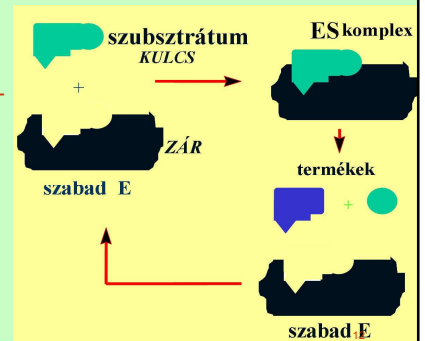 szubsztrátum
KULCS
+
ZÁR
szabad E
ES komplex
termékek
+
szabad E